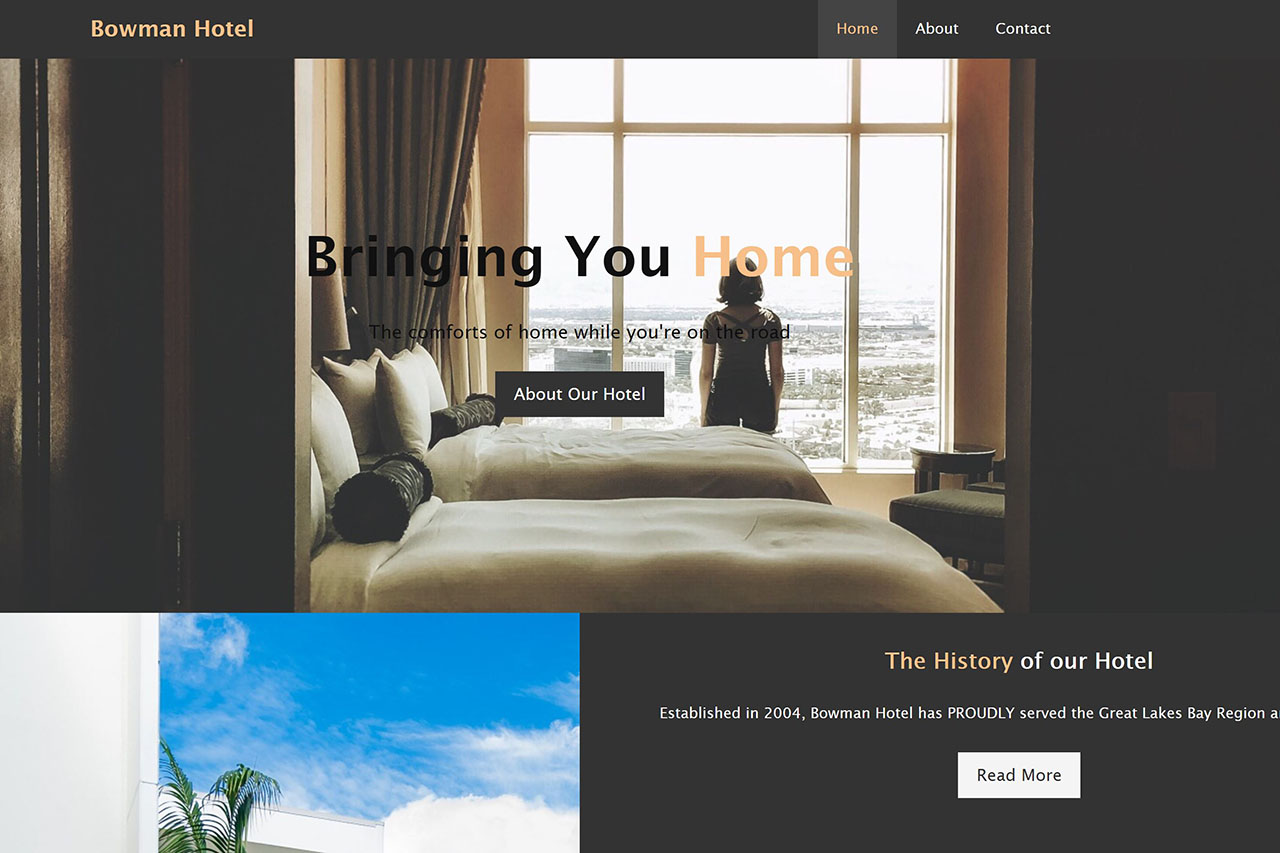 Bowman Hotel
Home About Contact
Bringing You Home
The comforts of home while you're on the road
About Our Hotel
The History of our Hotel
Established in 2004, Bowman Hotel has PROUDLY served the Great Lakes Bay Region
Read More